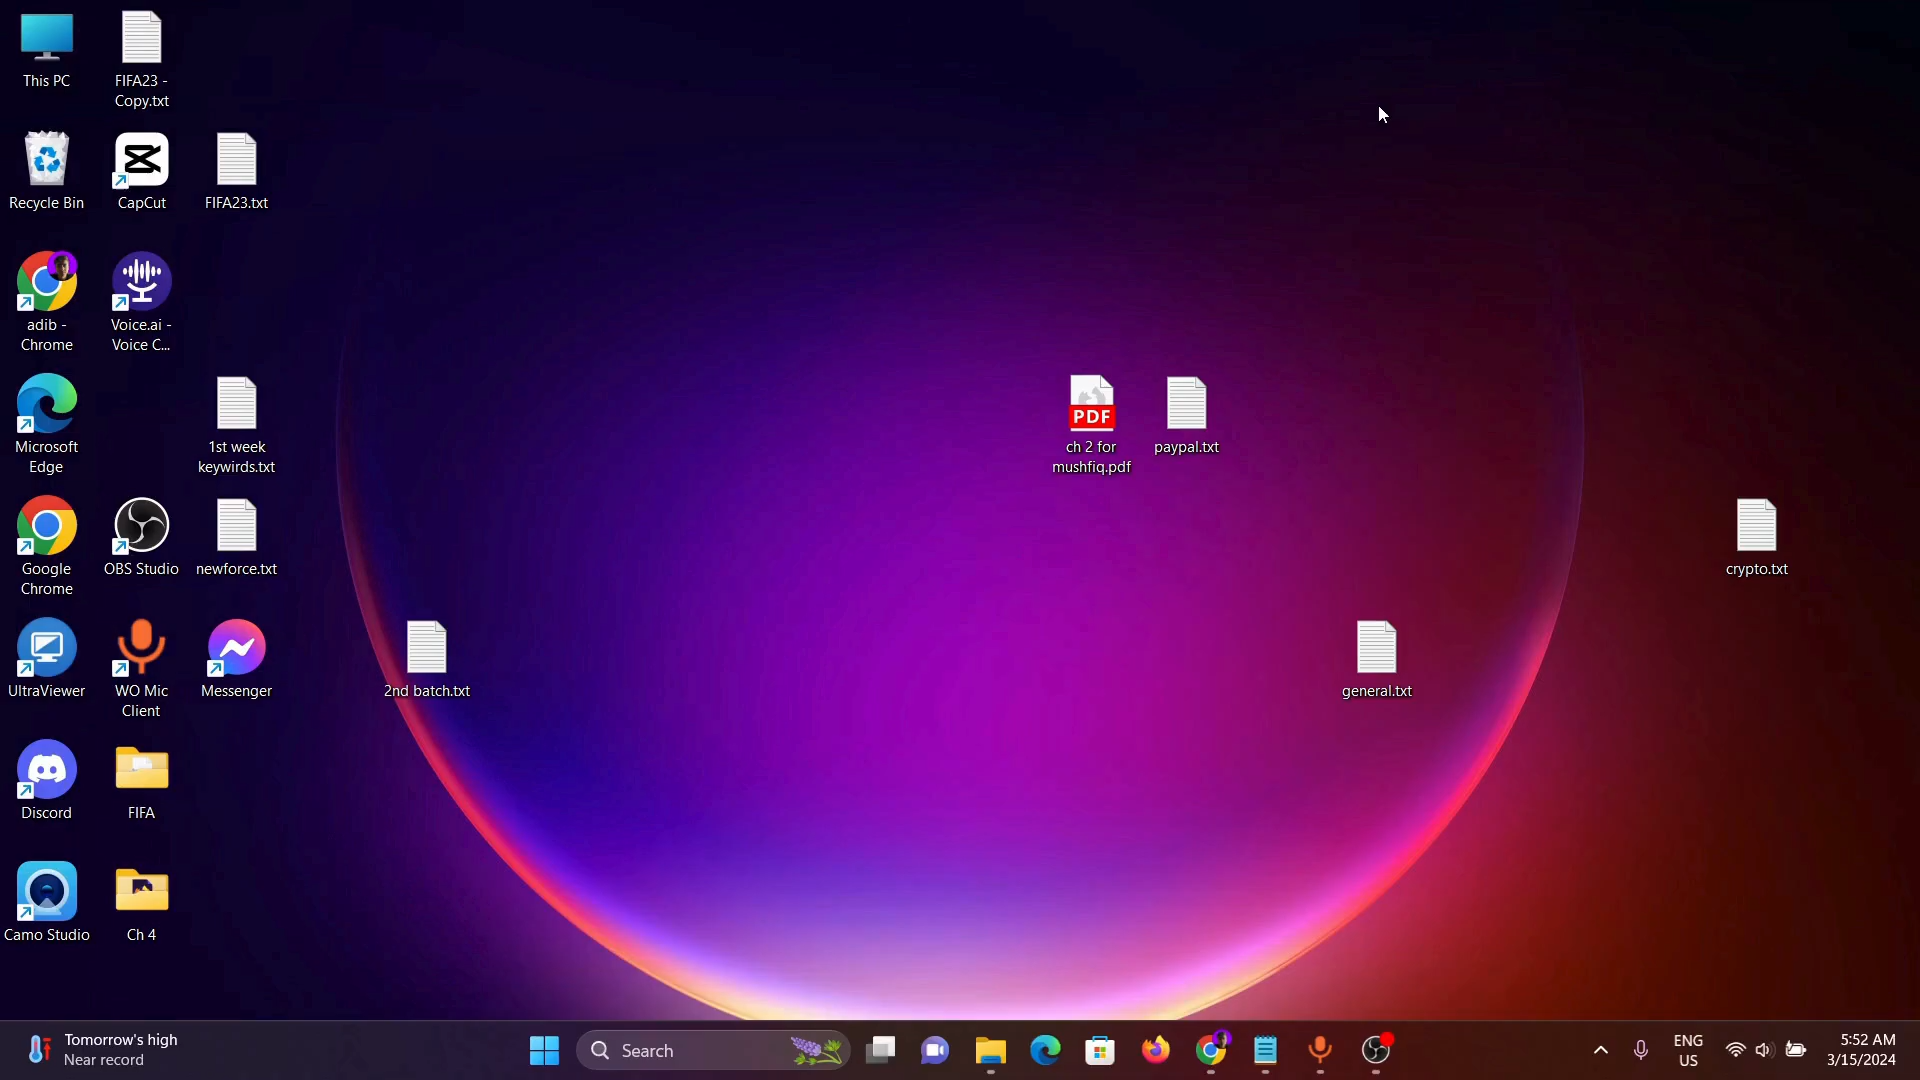 This PC
FIFA23 -
Copy.txt
Recycle Bin
CapCut
FIFA23.txt
adib -
Chrome
Voice.ai -
Voice C...
Microsoft
Edge
1st week
keywirds.txt
PDF
ch 2 for
mushfiq.pdf
paypal.txt
Google
Chrome
OBS Studio
newforce.txt
crypto.txt
UltraViewer
WO Mic
Client
Messenger
2nd batch.txt
general.txt
Discord
FIFA
Camo Studio
Ch 4
Tomorrow's high
Near record
Search
ENG
US
5:52 AM
3/15/2024